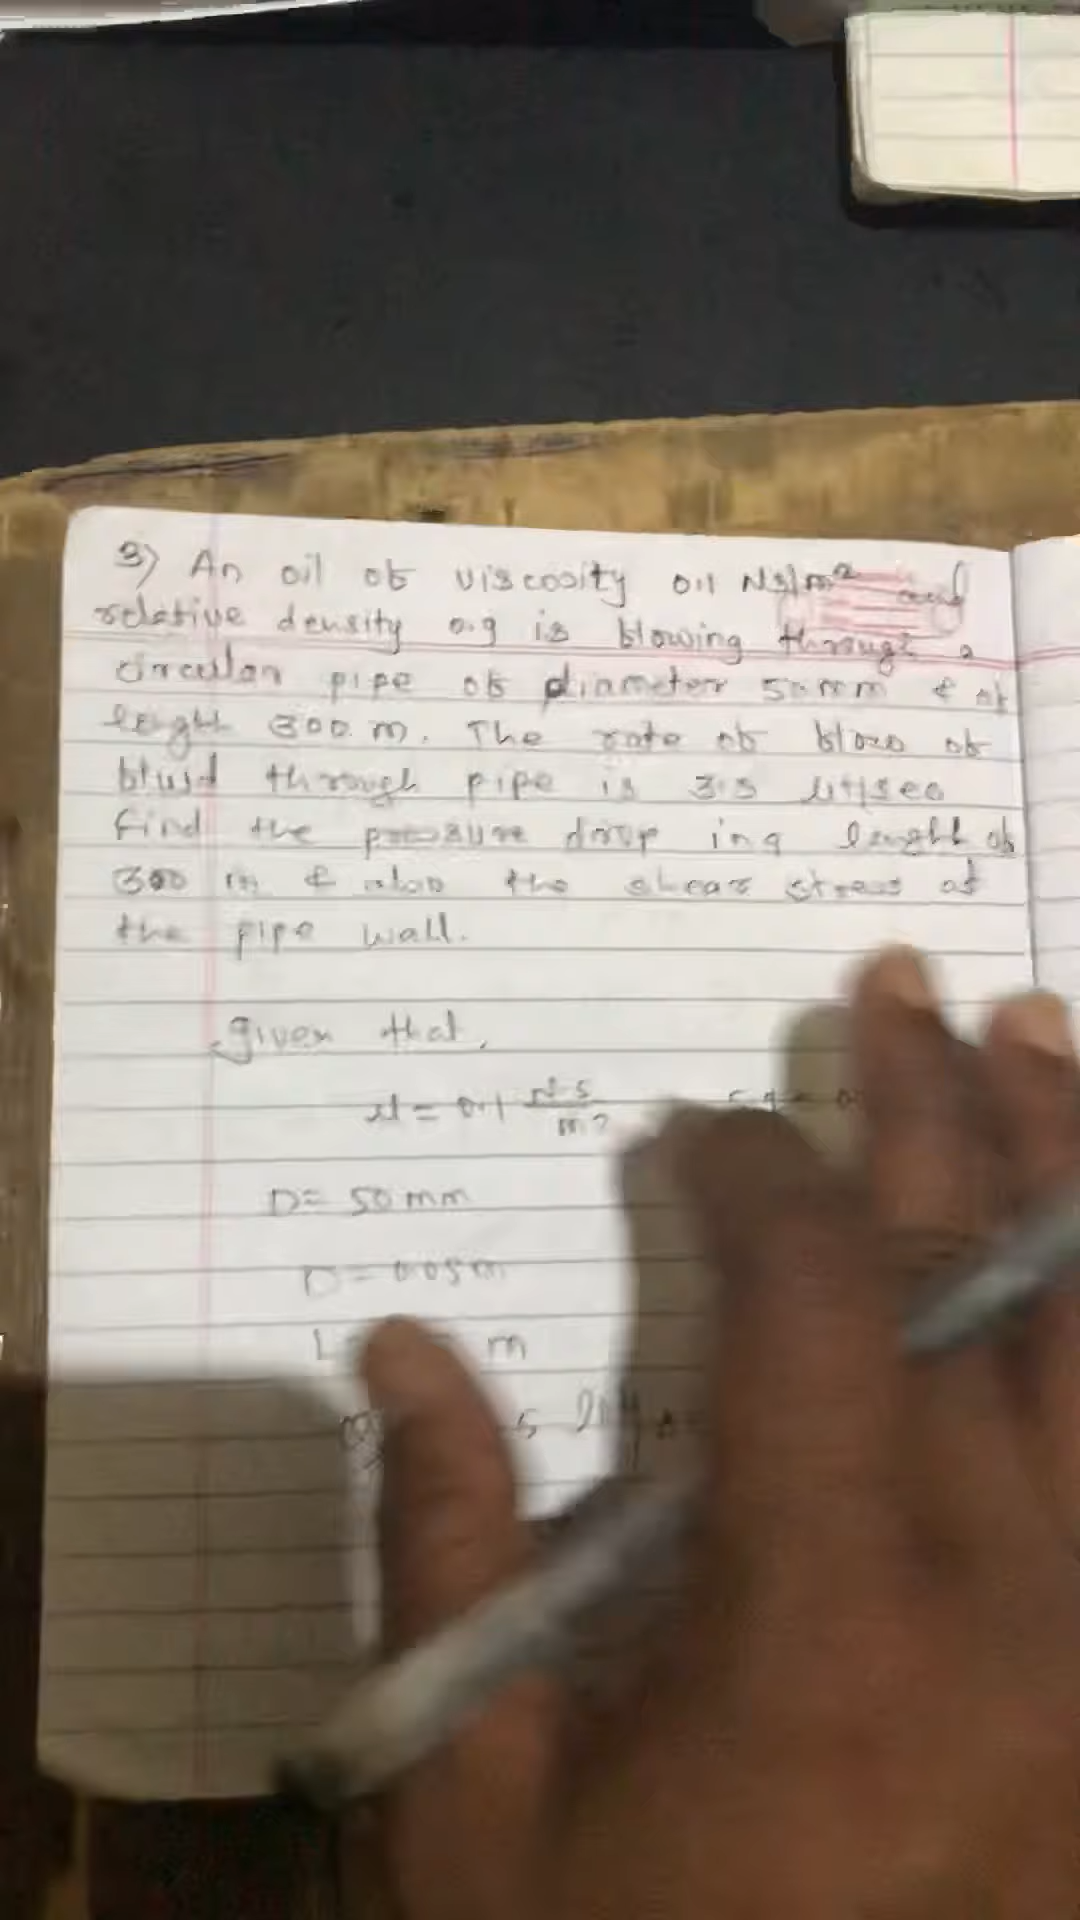 3) An oil of viscosity 0.1 Ns/m² and
relative density 0.9 is flowing through a
circular pipe of diameter 50 mm & of
length 300 m. The rate of flow of
fluid through pipe is 3.5 lit/sec
find the pressure drop in a length of
300 m & also the shear stress at
the pipe wall.
given that,
μ = 0.1 N·S/m²
D = 50 mm
D = 0.05 m
L m